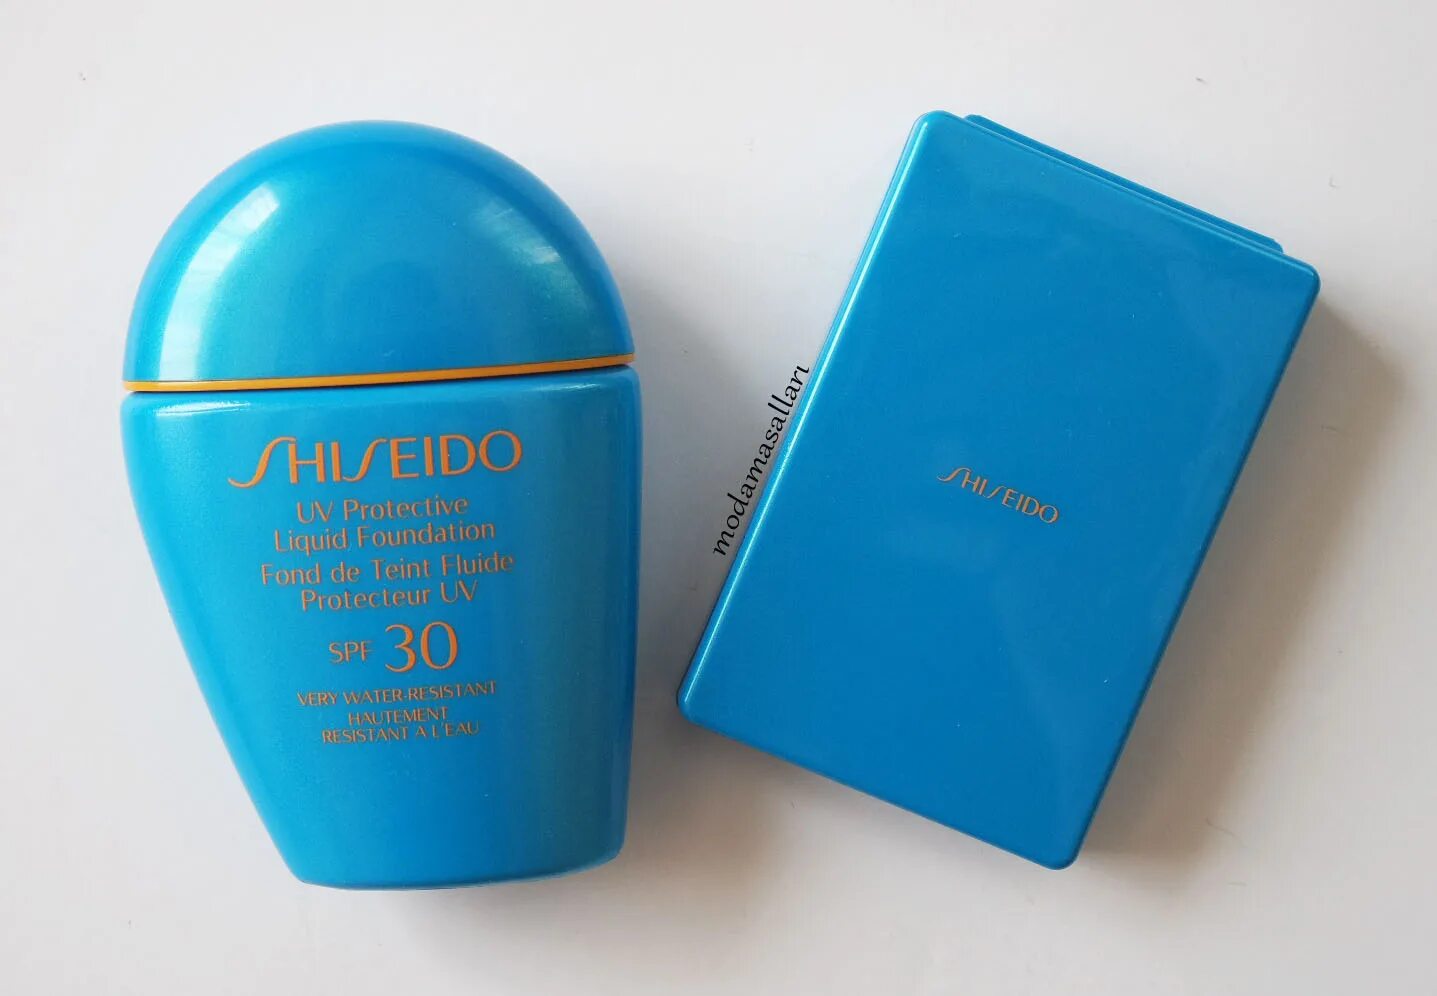 SHISEIDO
UV Protective
Liquid Foundation
Fond de Teint Fluide
Protecteur UV
SPF 30
VERY WATER-RESISTANT
HAUTEMENT
RESISTANT A L'EAU
modamasalları
SHISEIDO